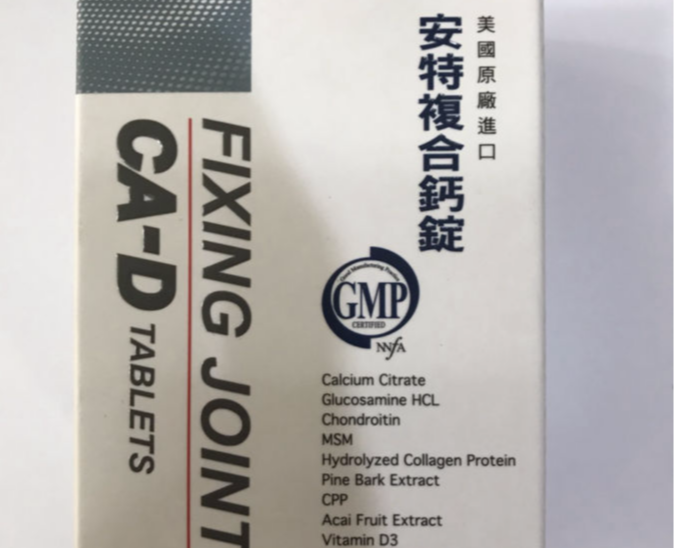 美國原廠進口
安特複合鈣錠
FIXING JOINT
CA-D TABLETS
Good Manufacturing Practice
GMP
CERTIFIED
NNFA
Calcium Citrate
Glucosamine HCL
Chondroitin
MSM
Hydrolyzed Collagen Protein
Pine Bark Extract
CPP
Acai Fruit Extract
Vitamin D3